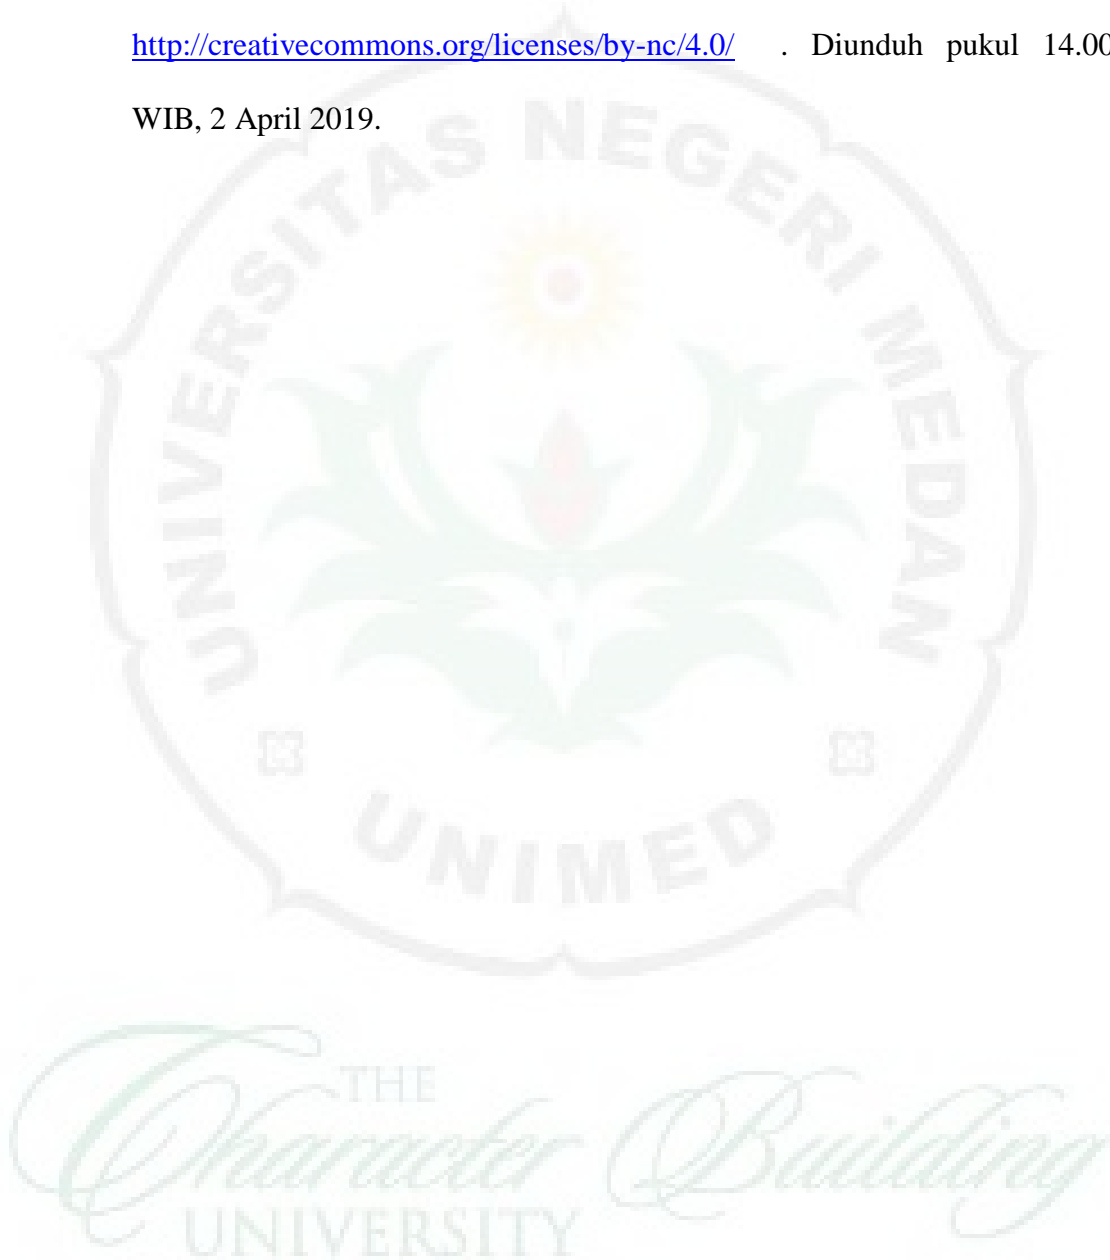 http://creativecommons.org/licenses/by-nc/4.0/ . Diunduh pukul 14.00
WIB, 2 April 2019.
UNIVERSITAS NEGERI MEDAN
UNIMED
THE
Character Building
UNIVERSITY